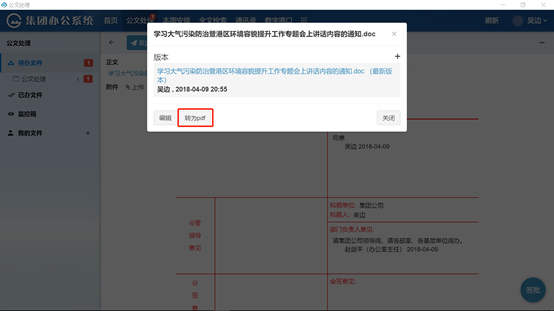 公文处理
集团办公系统
首页
公文处理
本周安排
全文检索
通讯录
数字港口
刷新
吴边
学习大气污染防治暨港区环境容貌提升工作专题会上讲话内容的通知.doc
版本
学习大气污染防治暨港区环境容貌提升工作专题会上讲话内容的通知.doc （最新版
本）
吴边 , 2018-04-09 20:55
编辑
转为pdf
关闭
公文处理
待办文件 1
公文处理 1
已办文件
监控箱
我的文件
正文
附件
上传
吴边 2018-04-09
拟稿单位: 集团公司
拟稿人: 吴边
分管
领导
意见
部门负责人意见:
请集团公司领导阅，请各部室、各基层单位阅办。
赵剑平（办公室主任） 2018-04-09
会签意见:
分
签
意
签批